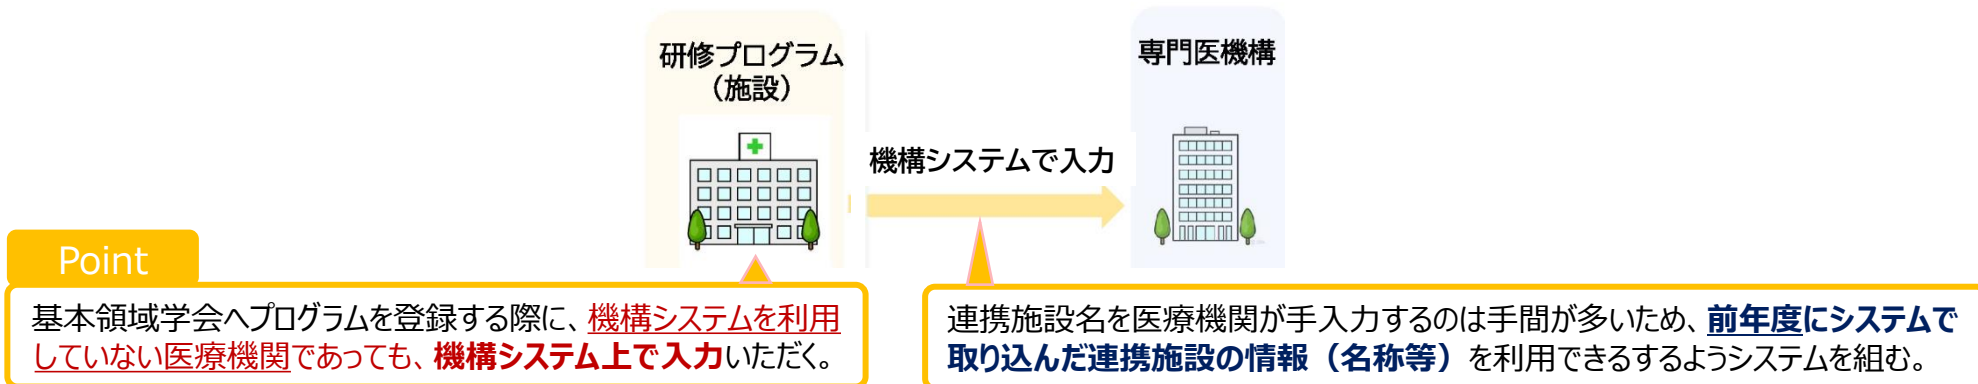 研修プログラム
（施設）
専門医機構
機構システムで入力
Point
基本領域学会へプログラムを登録する際に、機構システムを利用
していない医療機関であっても、機構システム上で入力いただく。
連携施設名を医療機関が手入力するのは手間が多いため、前年度にシステムで
取り込んだ連携施設の情報（名称等）を利用できるするようシステムを組む。